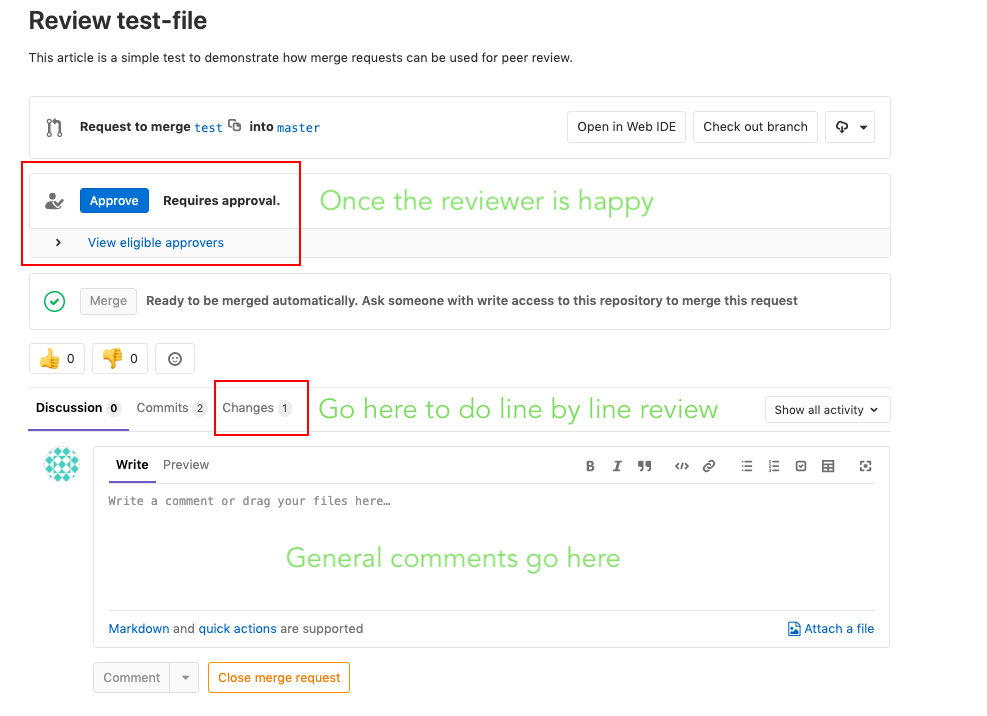 Review test-file
This article is a simple test to demonstrate how merge requests can be used for peer review.
Request to merge test into master
Open in Web IDE
Check out branch
Approve Requires approval.
Once the reviewer is happy
View eligible approvers
Merge Ready to be merged automatically. Ask someone with write access to this repository to merge this request
0 0
Discussion 0 Commits 2 Changes 1
Go here to do line by line review
Show all activity
Write Preview
B I
Write a comment or drag your files here…
General comments go here
Markdown and quick actions are supported
Attach a file
Comment
Close merge request